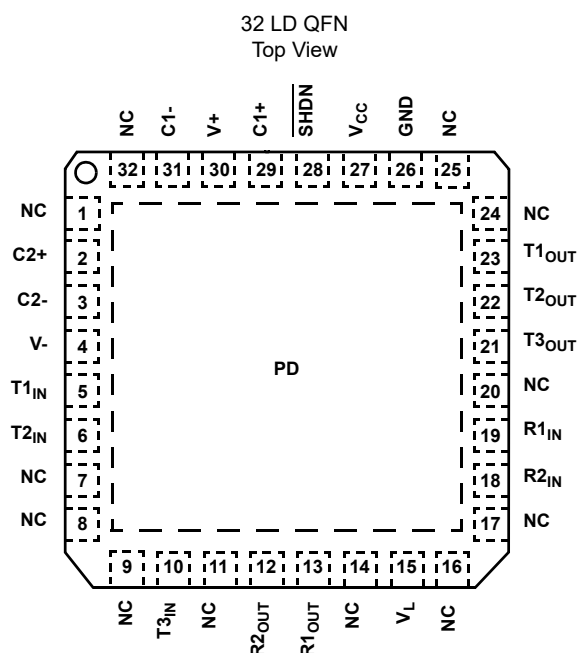 32 LD QFN
Top View
NC C1- V+ C1+ SHDN VCC GND NC
32 31 30 29 28 27 26 25
NC 1
C2+ 2
C2- 3
V- 4
T1IN 5
T2IN 6
NC 7
NC 8
PD
24 NC
23 T1OUT
22 T2OUT
21 T3OUT
20 NC
19 R1IN
18 R2IN
17 NC
9 10 11 12 13 14 15 16
NC T3IN NC R2OUT R1OUT NC VL NC